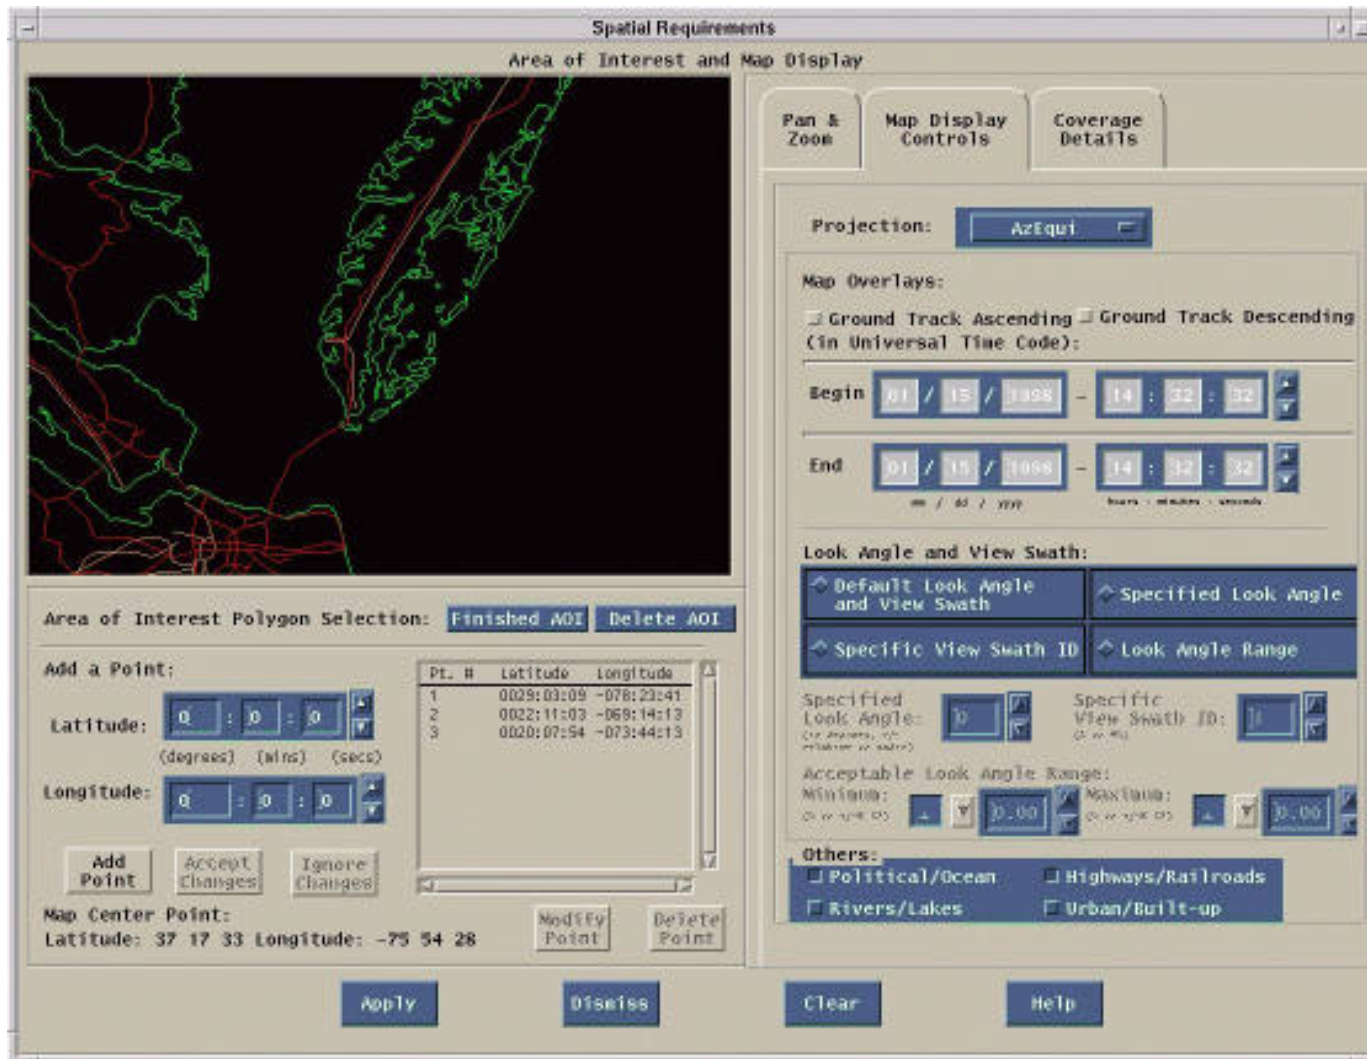 Spatial Requirements
Area of Interest and Map Display
Pan & Zoom
Map Display Controls
Coverage Details
Projection: AzEqui
Map Overlays:
Ground Track Ascending Ground Track Descending
(in Universal Time Code):
Begin 01 / 15 / 1998 - 14 : 32 : 32
End 01 / 15 / 1998 - 14 : 32 : 32
mm / dd / yyyy hours - minutes - seconds
Look Angle and View Swath:
Default Look Angle and View Swath
Specified Look Angle
Specific View Swath ID
Look Angle Range
Specified Look Angle: 0
Specific View Swath ID:
Acceptable Look Angle Range:
Minimum: 0.00
Maximum: 0.00
Others:
Political/Ocean Highways/Railroads
Rivers/Lakes Urban/Built-up
Area of Interest Polygon Selection: Finished AOI Delete AOI
Add a Point:
Latitude: 0 : 0 : 0
(degrees) (mins) (secs)
Longitude: 0 : 0 : 0
Add Point
Accept Changes
Ignore Changes
Pt. # Latitude Longitude
1 0029:03:09 -078:23:41
2 0022:11:03 -069:14:13
3 0020:07:54 -073:44:13
Modify Point
Delete Point
Map Center Point:
Latitude: 37 17 33 Longitude: -75 54 28
Apply Dismiss Clear Help